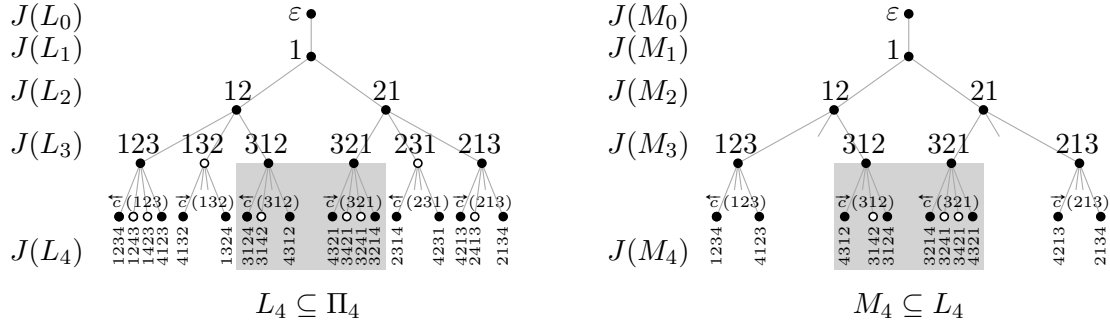 J(L₀) ε J(M₀) ε
J(L₁) 1 J(M₁) 1
J(L₂) 12 21 J(M₂) 12 21
J(L₃) 123 132 312 321 231 213 J(M₃) 123 312 321 213
c⃖(123) c⃗(132) c⃖(312) c⃗(321) c⃖(231) c⃗(213) c⃖(123) c⃗(312) c⃖(321) c⃗(213)
J(L₄) 1234 1243 1423 4123 4132 1324 3124 3142 4312 4321 3421 3241 3214 2314 4231 4213 2413 2134 J(M₄) 1234 4123 4312 3142 3124 3214 3241 3421 4321 4213 2134
L₄ ⊆ Π₄ M₄ ⊆ L₄